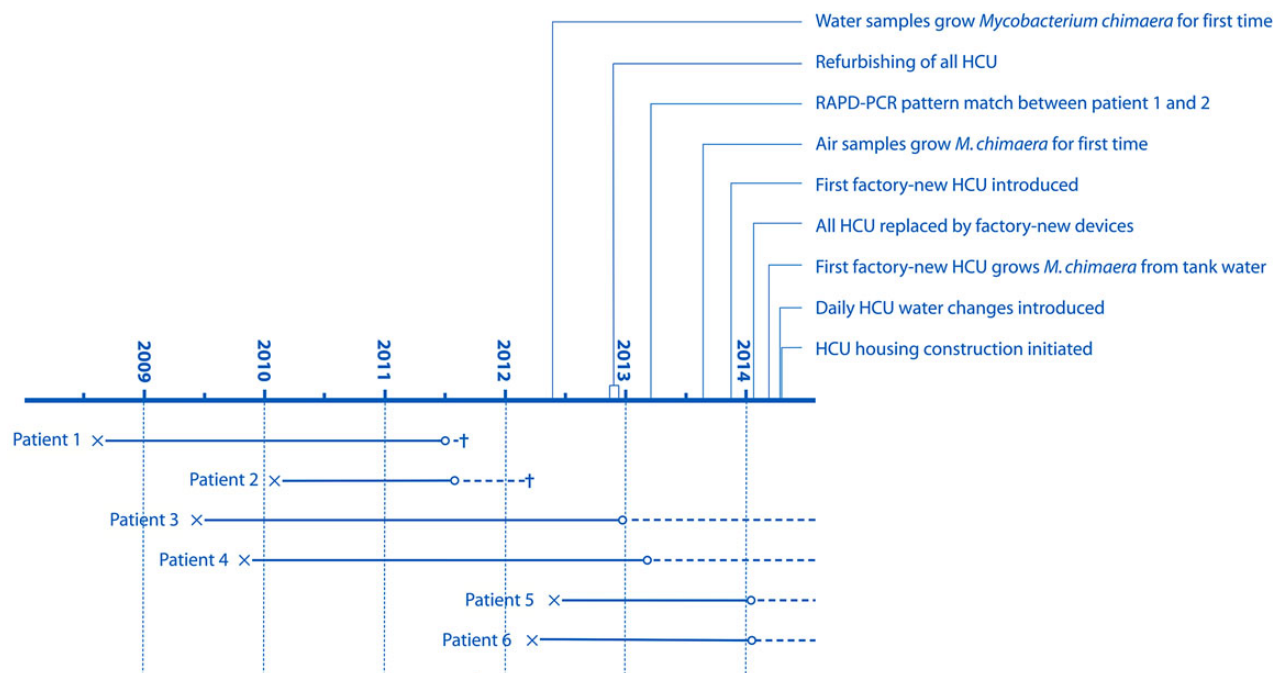 Water samples grow Mycobacterium chimaera for first time
Refurbishing of all HCU
RAPD-PCR pattern match between patient 1 and 2
Air samples grow M. chimaera for first time
First factory-new HCU introduced
All HCU replaced by factory-new devices
First factory-new HCU grows M. chimaera from tank water
Daily HCU water changes introduced
HCU housing construction initiated
2009 2010 2011 2012 2013 2014
Patient 1
Patient 2
Patient 3
Patient 4
Patient 5
Patient 6